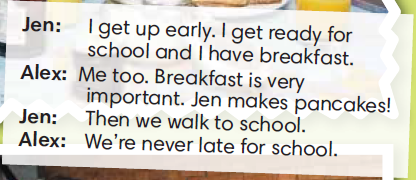 Jen: I get up early. I get ready for
school and I have breakfast.
Alex: Me too. Breakfast is very
important. Jen makes pancakes!
Jen: Then we walk to school.
Alex: We're never late for school.